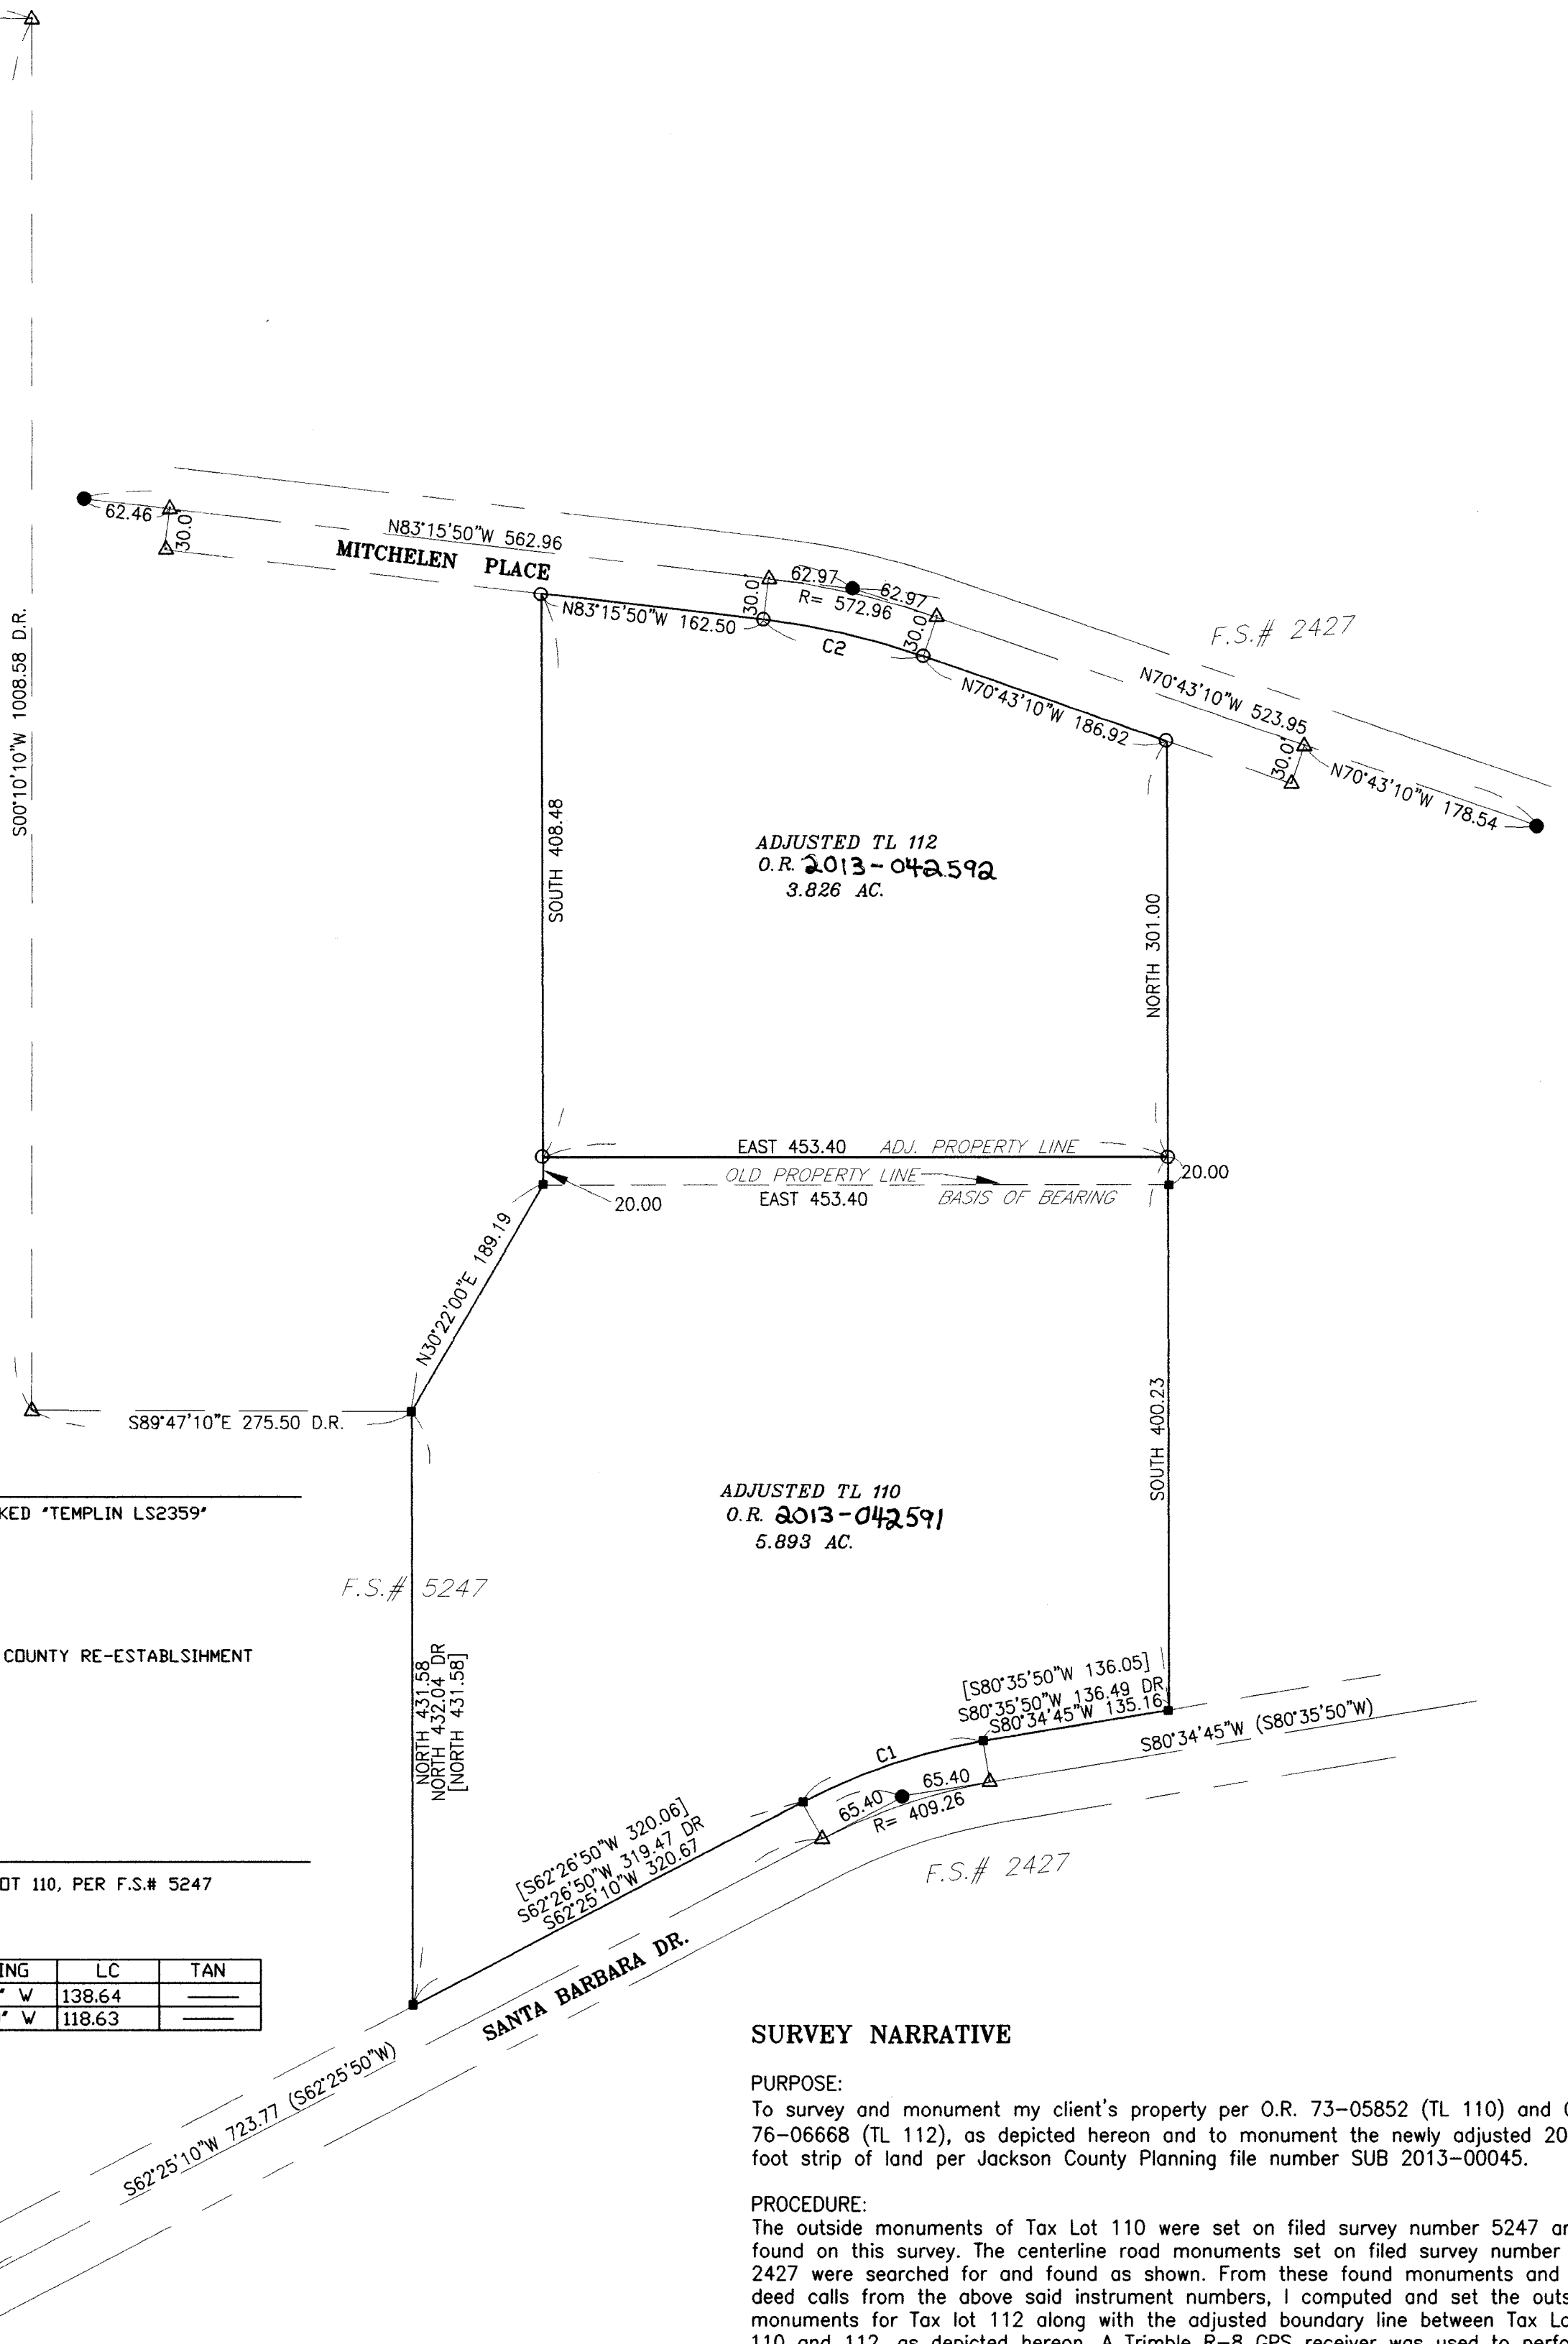 S00°10'10"W 1008.58 D.R.
62.46
30.0'
N83°15'50"W 562.96
MITCHELEN PLACE
62.97
62.97
R= 572.96
30.0'
30.0'
N83°15'50"W 162.50
C2
F.S.# 2427
N70°43'10"W 523.95
N70°43'10"W 186.92
30.0'
N70°43'10"W 178.54
SOUTH 408.48
ADJUSTED TL 112
O.R. 2013-042592
3.826 AC.
NORTH 301.00
EAST 453.40 ADJ. PROPERTY LINE
OLD PROPERTY LINE
20.00
20.00
EAST 453.40 BASIS OF BEARING
N30°22'00"E 189.19
S89°47'10"E 275.50 D.R.
SOUTH 400.23
ADJUSTED TL 110
O.R. 2013-042591
5.893 AC.
KED "TEMPLIN LS2359"
F.S.# 5247
COUNTY RE-ESTABLSIHMENT
NORTH 431.58
NORTH 432.04 DR
[NORTH 431.58]
[S80°35'50"W 136.05]
S80°35'50"W 136.49 DR
S80°34'45"W 135.16
S80°34'45"W (S80°35'50"W)
C1
65.40
65.40
R= 409.26
F.S.# 2427
[S62°26'50"W 320.06]
S62°26'50"W 319.47 DR
S62°25'10"W 320.67
OT 110, PER F.S.# 5247
ING LC TAN
" W 138.64
" W 118.63
SANTA BARBARA DR.
S62°25'10"W 723.77 (S62°25'50"W)
SURVEY NARRATIVE
PURPOSE:
To survey and monument my client's property per O.R. 73-05852 (TL 110) and
76-06668 (TL 112), as depicted hereon and to monument the newly adjusted 20
foot strip of land per Jackson County Planning file number SUB 2013-00045.
PROCEDURE:
The outside monuments of Tax Lot 110 were set on filed survey number 5247 an
found on this survey. The centerline road monuments set on filed survey number
2427 were searched for and found as shown. From these found monuments and
deed calls from the above said instrument numbers, I computed and set the outs
monuments for Tax lot 112 along with the adjusted boundary line between Tax Lo
110 and 112, as depicted hereon. A Trimble R-8 GPS receiver was used to perf